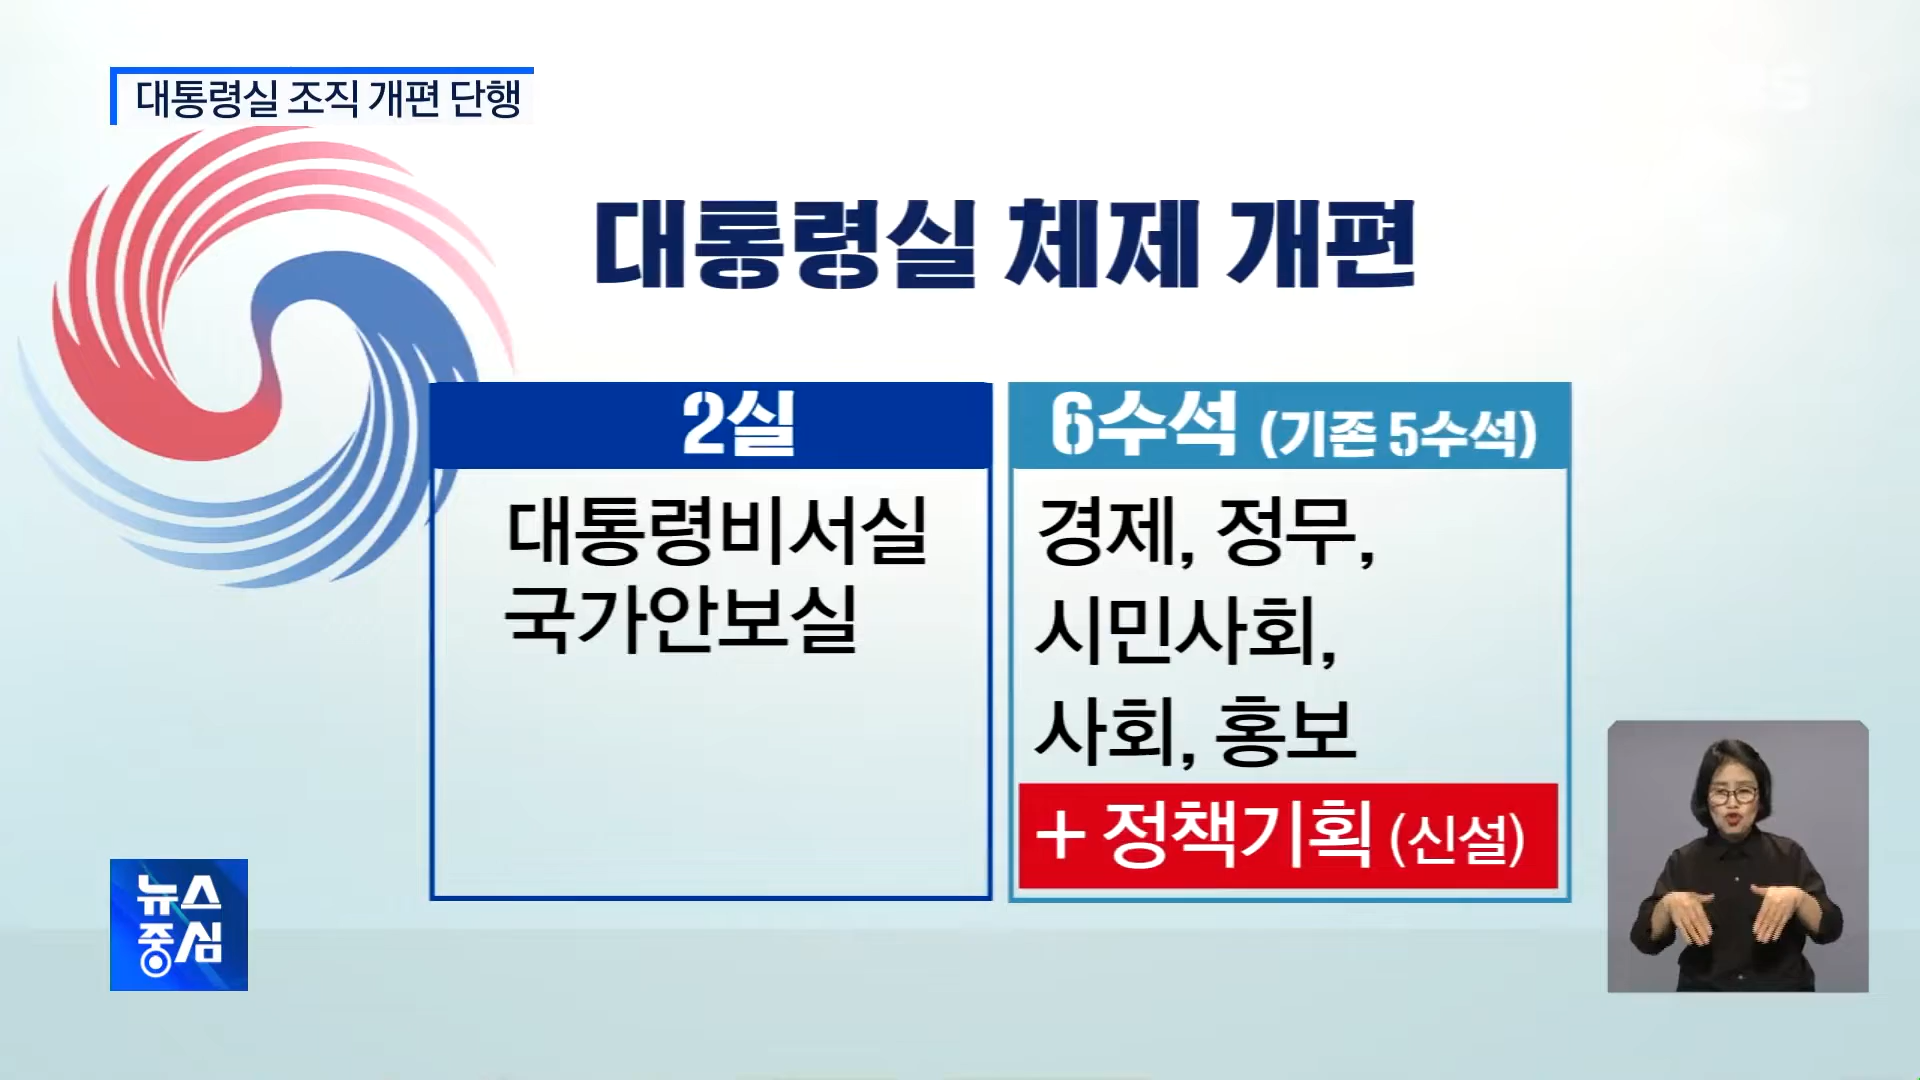 대통령실 조직 개편 단행
대통령실 체제 개편
2실
대통령비서실
국가안보실
6수석 (기존 5수석)
경제, 정무,
시민사회,
사회, 홍보
+ 정책기획 (신설)
뉴스
중심